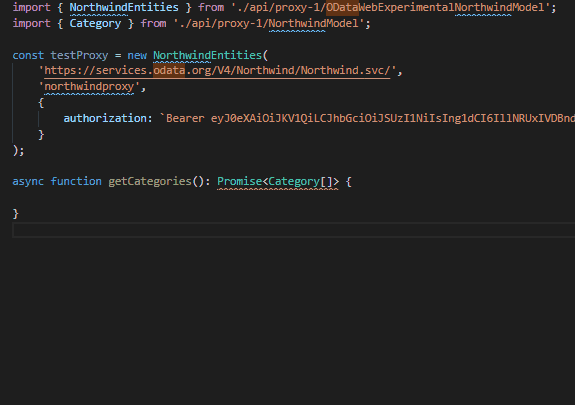 import { NorthwindEntities } from './api/proxy-1/ODataWebExperimentalNorthwindModel';
import { Category } from './api/proxy-1/NorthwindModel';
const testProxy = new NorthwindEntities(
'https://services.odata.org/V4/Northwind/Northwind.svc/',
'northwindproxy',
{
authorization: `Bearer
}
);
async function getCategories(): Promise<Category[]> {
}